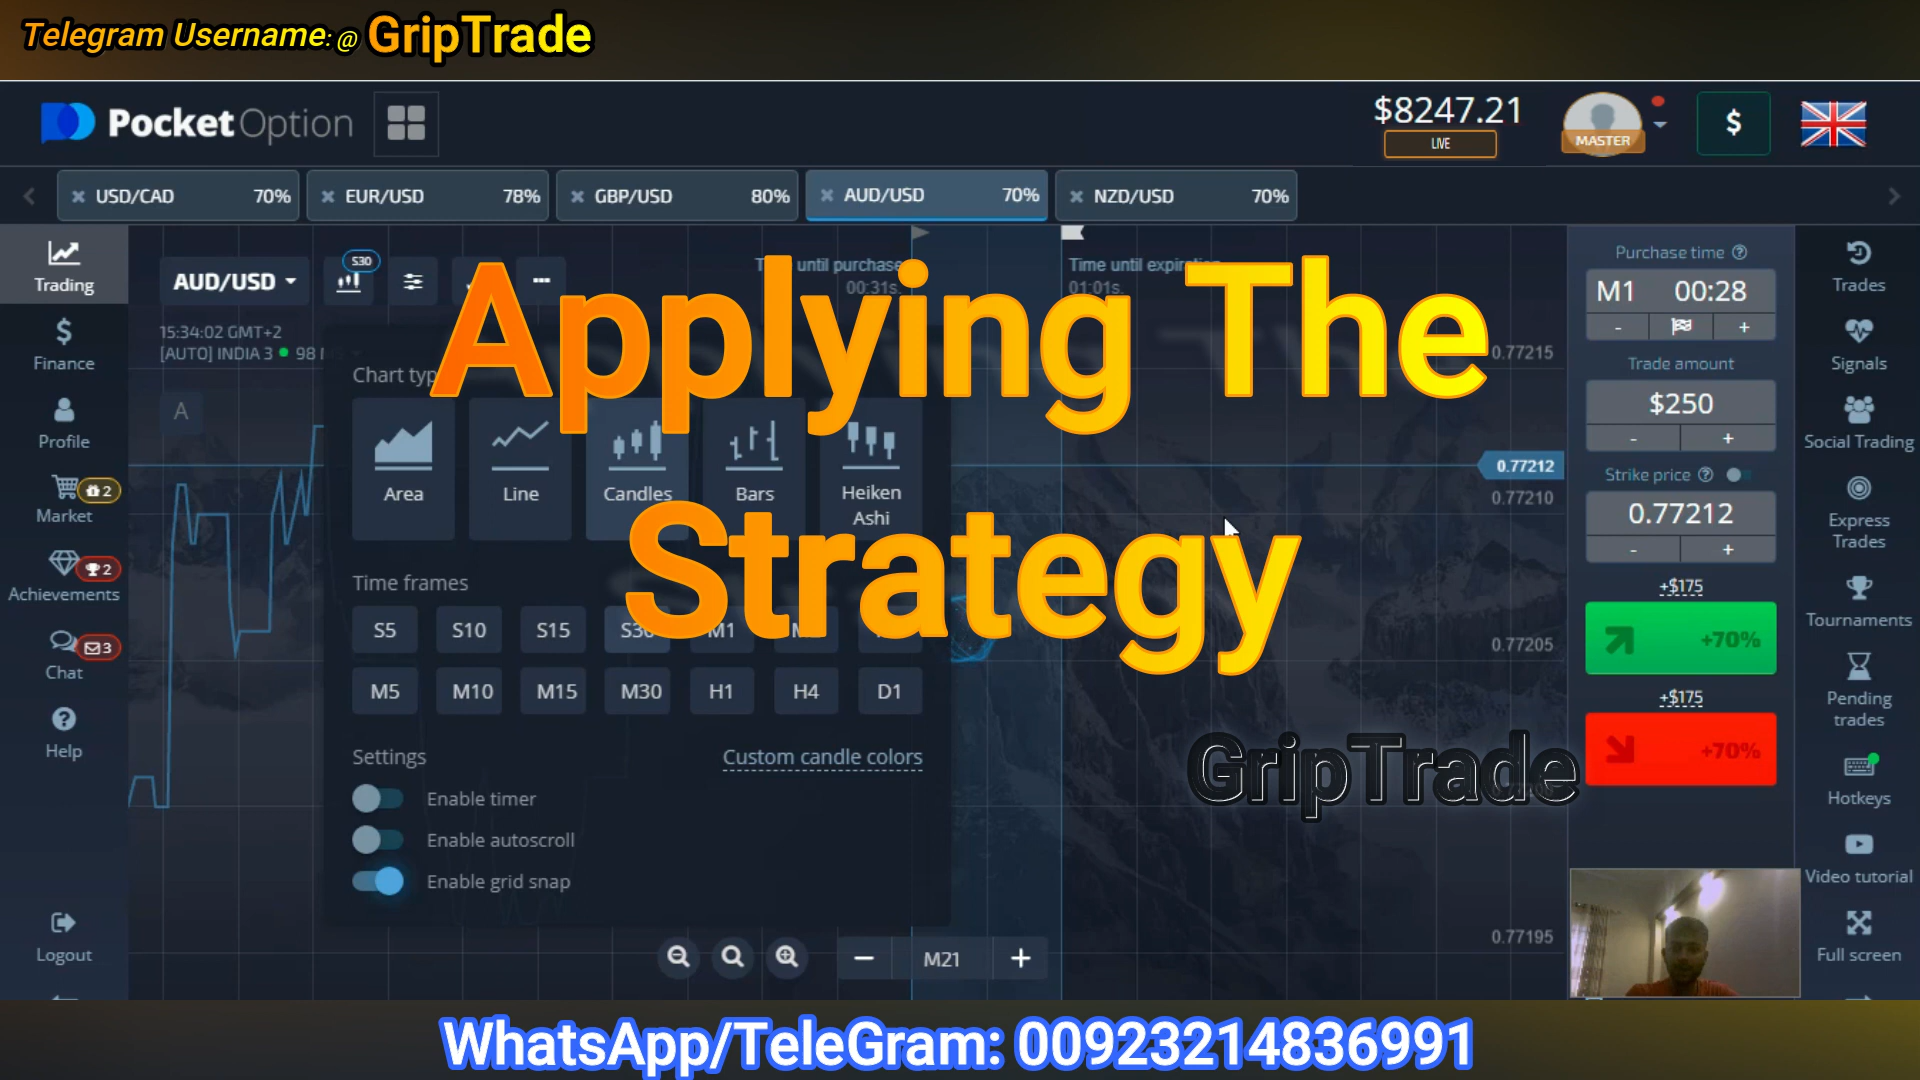 Telegram Username: @ GripTrade
PocketOption
$8247.21
LIVE
MASTER
$
USD/CAD 70%
EUR/USD 78%
GBP/USD 80%
AUD/USD 70%
NZD/USD 70%
Trading
Finance
Profile
Market
2
Achievements
2
Chat
3
Help
Logout
AUD/USD
S30
15:34:02 GMT+2
[AUTO] INDIA 3 98
A
until purchase
00:31s.
Time until expiration
01:01s.
Applying The
Strategy
Chart typ
Area
Line
Candles
Bars
Heiken
Ashi
Time frames
S5 S10 S15 S30 M1
M5 M10 M15 M30 H1 H4 D1
Settings
Custom candle colors
Enable timer
Enable autoscroll
Enable grid snap
M21
0.77215
0.77212
0.77210
0.77205
0.77195
GripTrade
Purchase time
M1 00:28
- +
Trade amount
$250
- +
Strike price
0.77212
- +
+$175
+70%
+$175
+70%
Trades
Signals
Social Trading
Express
Trades
Tournaments
Pending
trades
Hotkeys
Video tutorial
Full screen
WhatsApp/TeleGram: 00923214836991